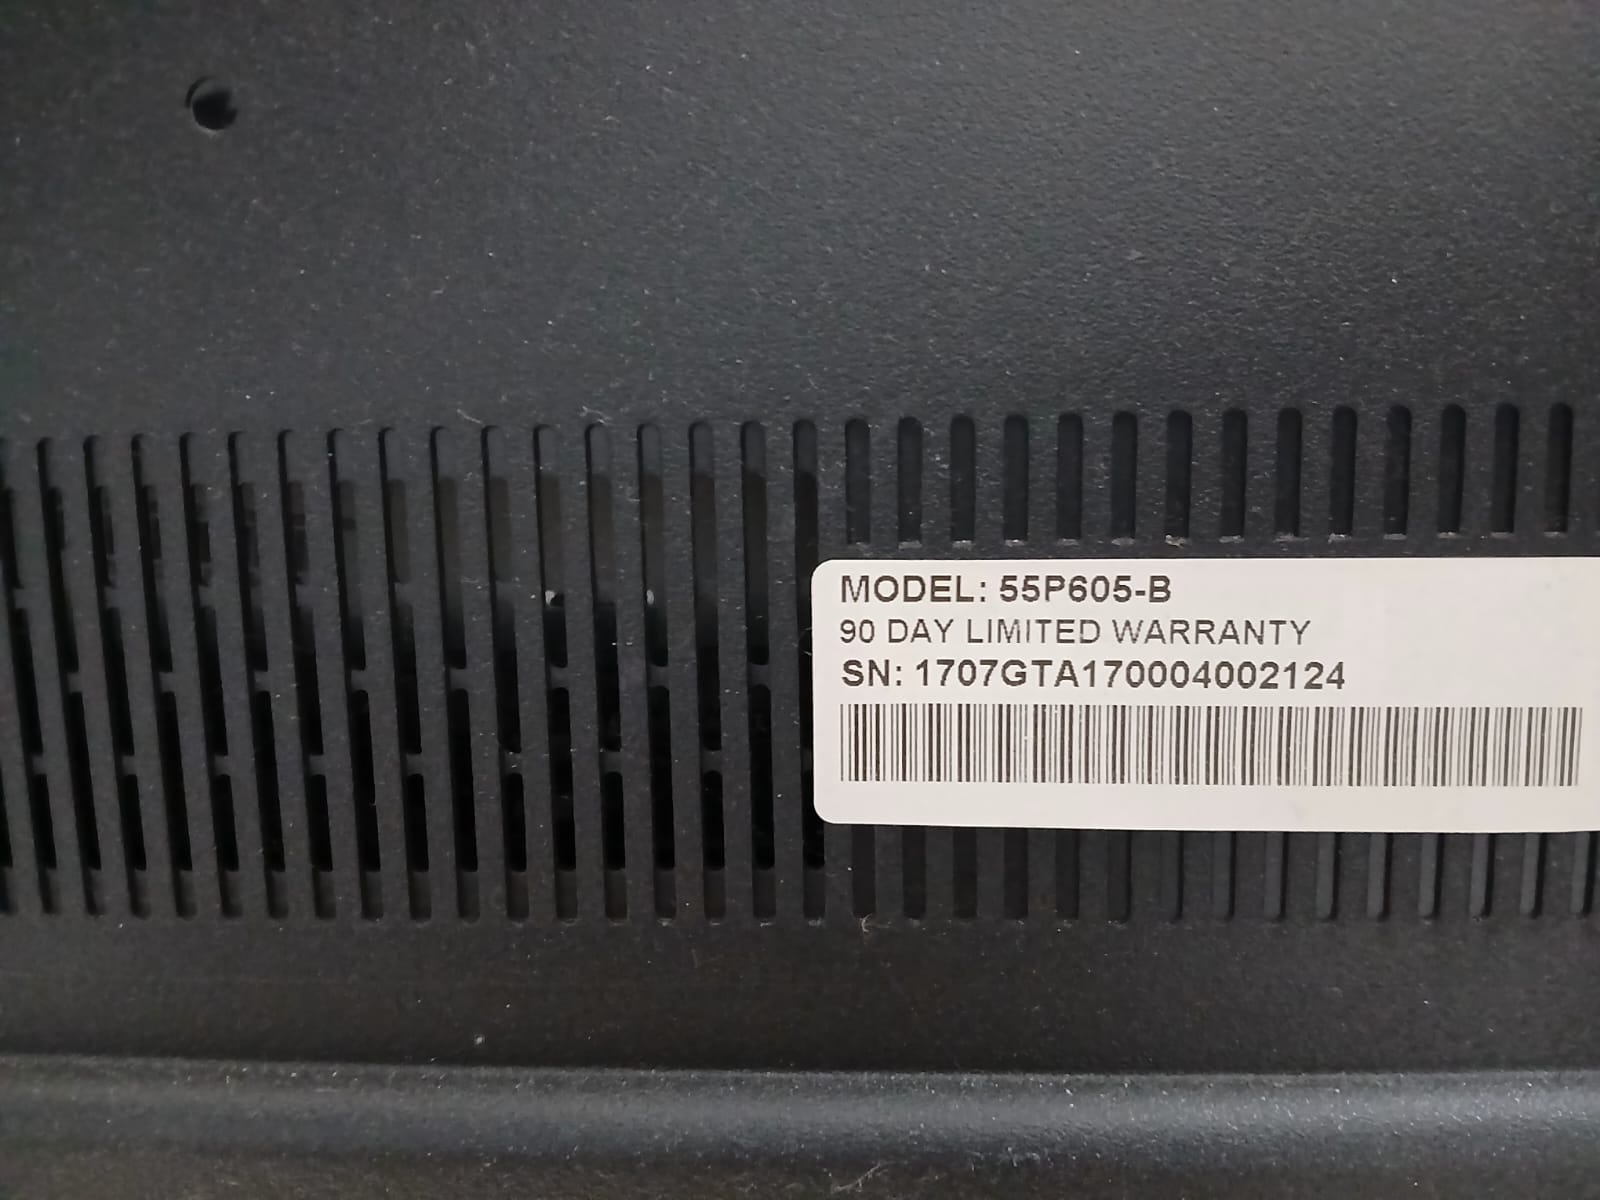 MODEL: 55P605-B
90 DAY LIMITED WARRANTY
SN: 1707GTA170004002124